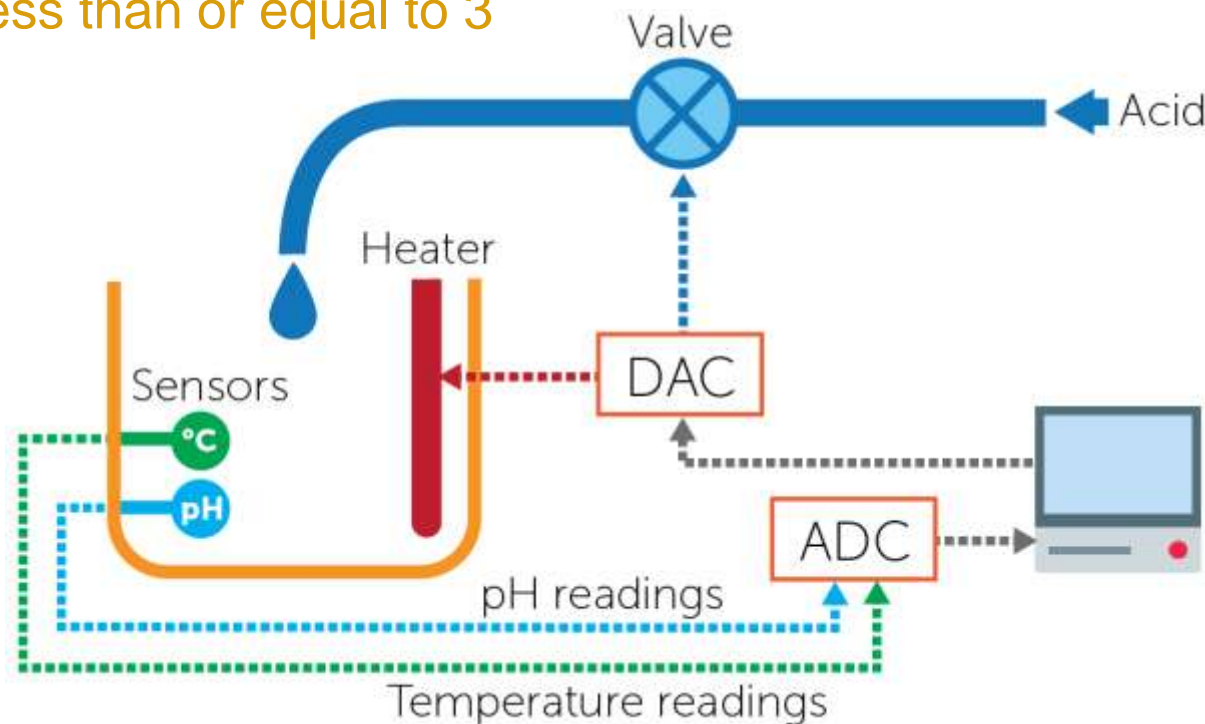 ess than or equal to 3
Valve
Acid
Heater
DAC
Sensors
°C
pH
ADC
pH readings
Temperature readings